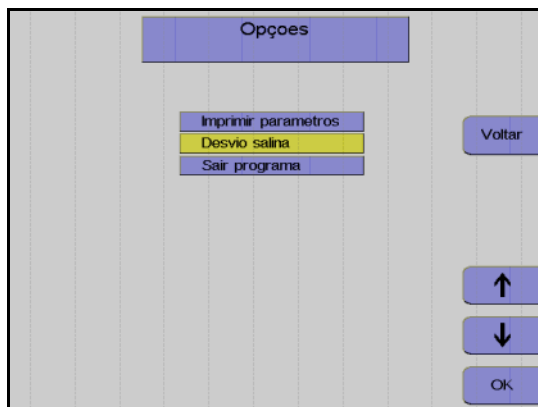 Opçoes
Imprimir parametros
Desvio salina
Sair programa
Voltar
↑
↓
OK